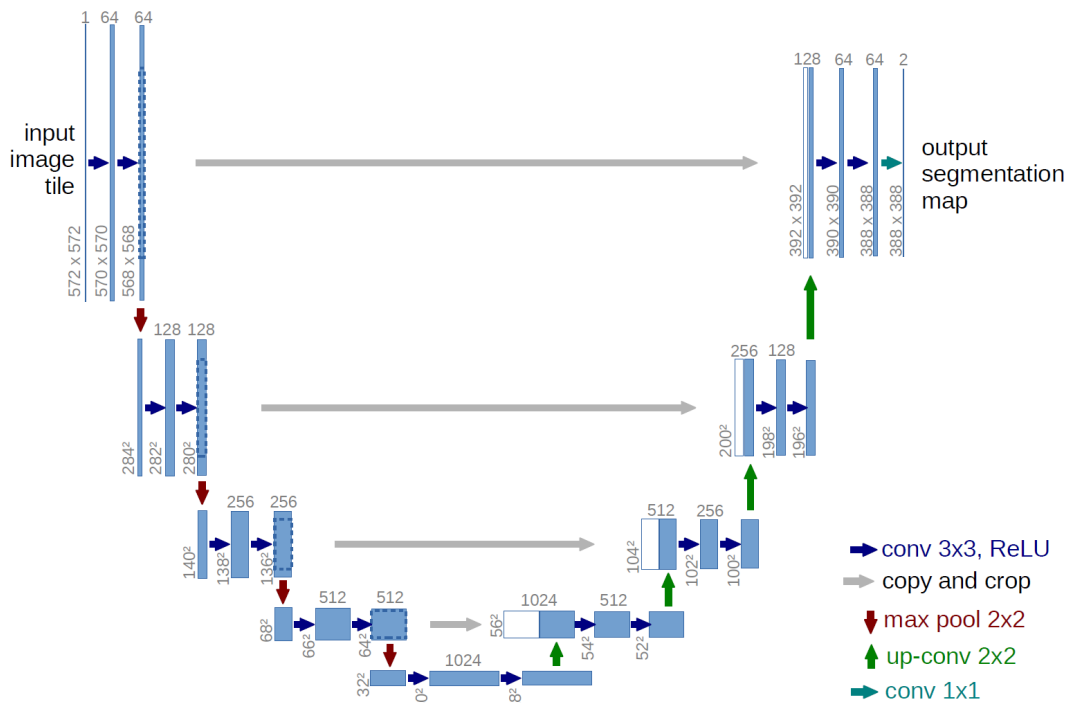 1 64 64
128 64 64 2
input
image
tile
output
segmentation
map
572 x 572
570 x 570
568 x 568
392 x 392
390 x 390
388 x 388
388 x 388
128 128
256 128
284²
282²
280²
200²
198²
196²
256 256
512 256
140²
138²
136²
104²
102²
100²
512 512
1024 512
68²
66²
64²
56²
54²
52²
1024
32²
0²
8²
conv 3x3, ReLU
copy and crop
max pool 2x2
up-conv 2x2
conv 1x1